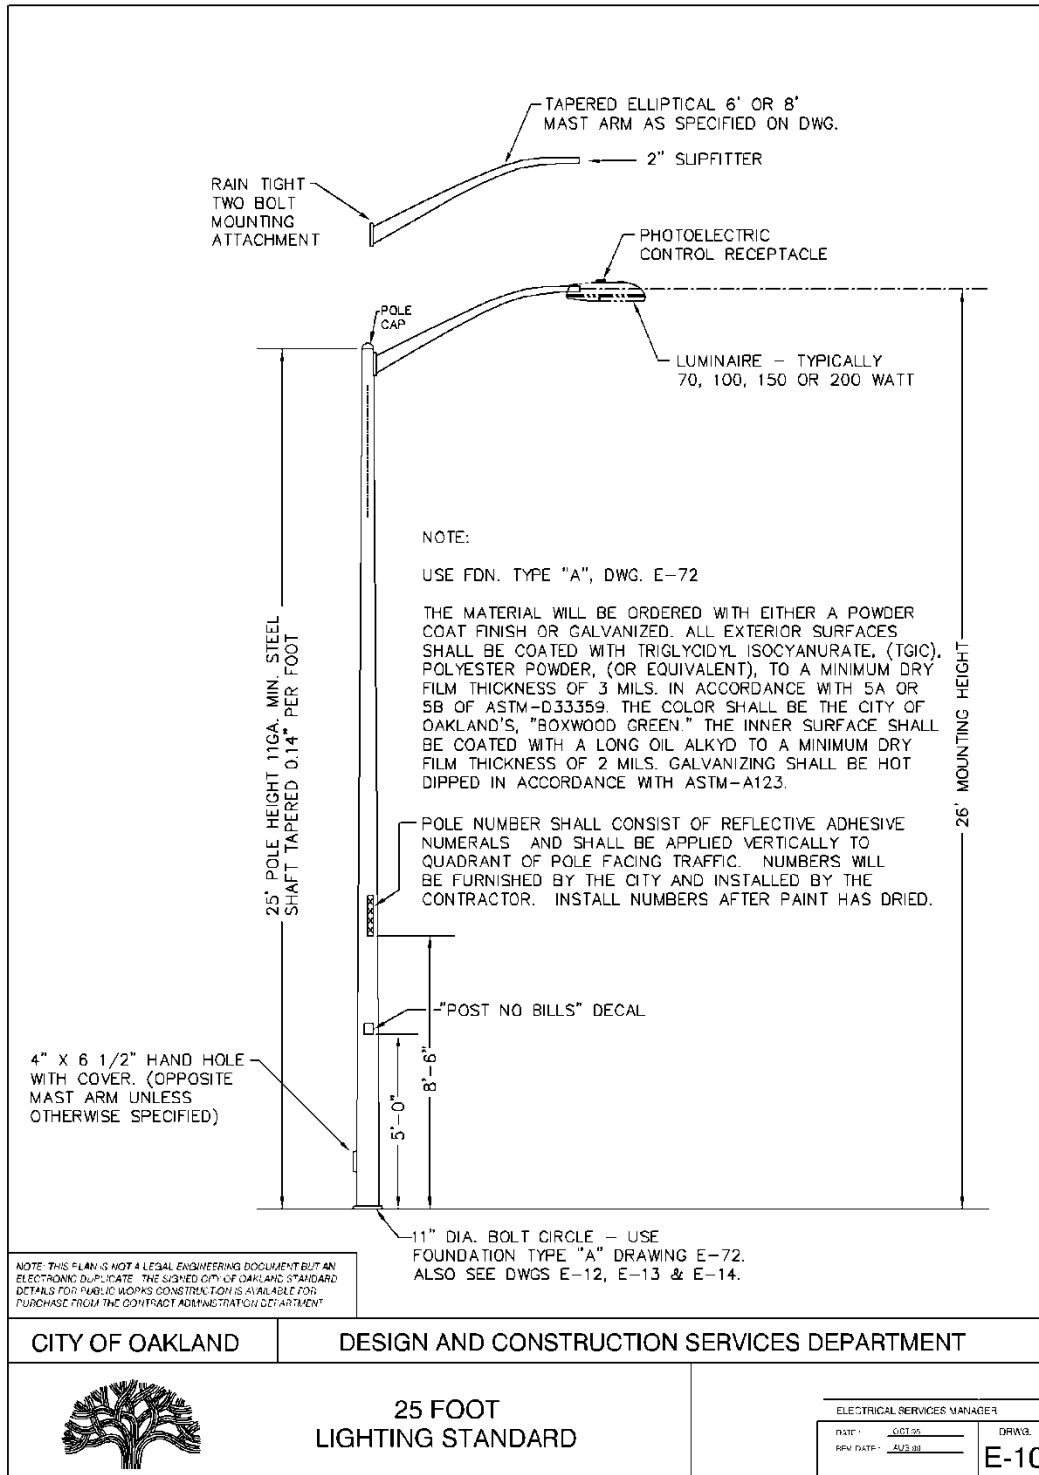 TAPERED ELLIPTICAL 6' OR 8'
MAST ARM AS SPECIFIED ON DWG.
2" SLIPFITTER
RAIN TIGHT
TWO BOLT
MOUNTING
ATTACHMENT
PHOTOELECTRIC
CONTROL RECEPTACLE
POLE
CAP
LUMINAIRE - TYPICALLY
70, 100, 150 OR 200 WATT
NOTE:
USE FDN. TYPE "A", DWG. E-72
THE MATERIAL WILL BE ORDERED WITH EITHER A POWDER
COAT FINISH OR GALVANIZED. ALL EXTERIOR SURFACES
SHALL BE COATED WITH TRIGLYCIDYL ISOCYANURATE, (TGIC),
POLYESTER POWDER, (OR EQUIVALENT), TO A MINIMUM DRY
FILM THICKNESS OF 3 MILS. IN ACCORDANCE WITH 5A OR
5B OF ASTM-D33359. THE COLOR SHALL BE THE CITY OF
OAKLAND'S, "BOXWOOD GREEN." THE INNER SURFACE SHALL
BE COATED WITH A LONG OIL ALKYD TO A MINIMUM DRY
FILM THICKNESS OF 2 MILS. GALVANIZING SHALL BE HOT
DIPPED IN ACCORDANCE WITH ASTM-A123.
25' POLE HEIGHT 11GA. MIN. STEEL
SHAFT TAPERED 0.14" PER FOOT
26' MOUNTING HEIGHT
POLE NUMBER SHALL CONSIST OF REFLECTIVE ADHESIVE
NUMERALS AND SHALL BE APPLIED VERTICALLY TO
QUADRANT OF POLE FACING TRAFFIC. NUMBERS WILL
BE FURNISHED BY THE CITY AND INSTALLED BY THE
CONTRACTOR. INSTALL NUMBERS AFTER PAINT HAS DRIED.
"POST NO BILLS" DECAL
4" X 6 1/2" HAND HOLE
WITH COVER. (OPPOSITE
MAST ARM UNLESS
OTHERWISE SPECIFIED)
5'-0"
8'-6"
11" DIA. BOLT CIRCLE - USE
FOUNDATION TYPE "A" DRAWING E-72.
ALSO SEE DWGS E-12, E-13 & E-14.
NOTE: THIS PLAN IS NOT A LEGAL ENGINEERING DOCUMENT BUT AN
ELECTRONIC DUPLICATE. THE SIGNED CITY OF OAKLAND STANDARD
DETAILS FOR PUBLIC WORKS CONSTRUCTION IS AVAILABLE FOR
PURCHASE FROM THE CONTRACT ADMINISTRATION DEPARTMENT
CITY OF OAKLAND
DESIGN AND CONSTRUCTION SERVICES DEPARTMENT
25 FOOT
LIGHTING STANDARD
ELECTRICAL SERVICES MANAGER
DATE: OCT
REV. DATE: AUG
DRWG.
E-10